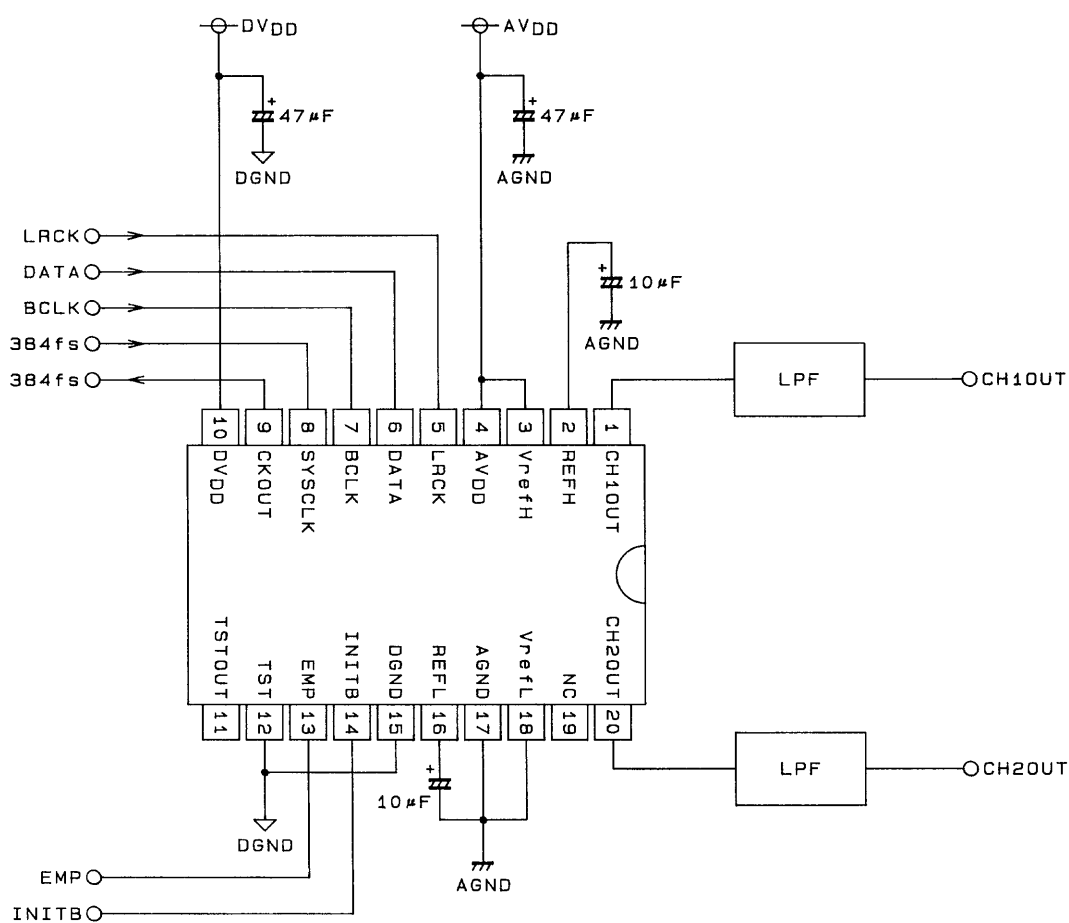 DVDD
AVDD
+
47μF
+
47μF
DGND
AGND
LRCK
DATA
BCLK
384fs
384fs
+
10μF
AGND
LPF
CH1OUT
10
9
8
7
6
5
4
3
2
1
DVDD
CKOUT
SYSCLK
BCLK
DATA
LRCK
AVDD
VrefH
REFH
CH1OUT
TSTOUT
TST
EMP
INITB
DGND
REFL
AGND
VrefL
NC
CH2OUT
11
12
13
14
15
16
17
18
19
20
+
10μF
LPF
CH2OUT
DGND
AGND
EMP
INITB